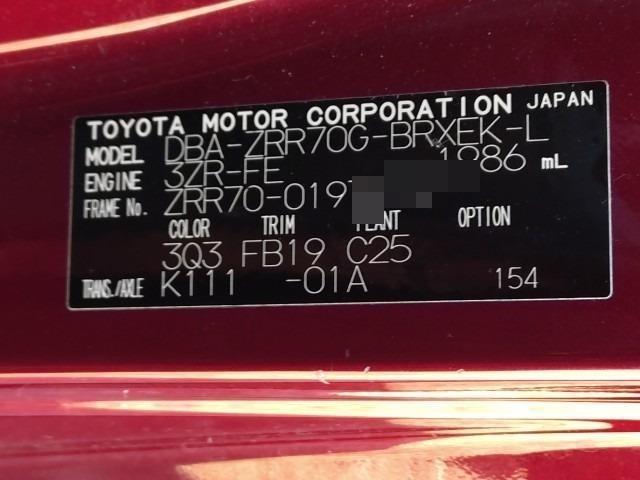 TOYOTA MOTOR CORPORATION JAPAN
MODEL DBA-ZRR70G-BRXEK-L
ENGINE 3ZR-FE 1986 mL
FRAME No. ZRR70-0197
COLOR TRIM PLANT OPTION
3Q3 FB19 C25
TRANS./AXLE K111 -01A 154